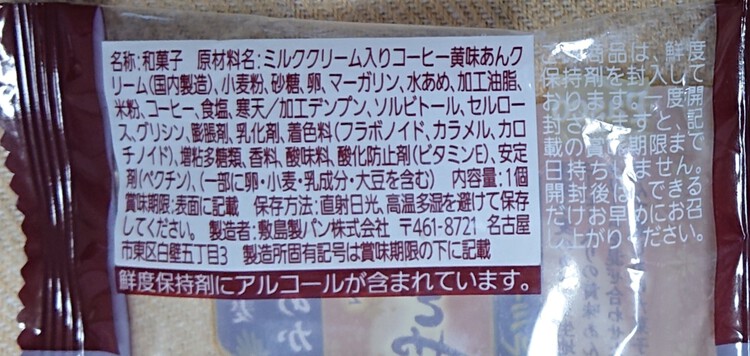 名称:和菓子 原材料名:ミルククリーム入りコーヒー黄味あんク
リーム(国内製造)、小麦粉、砂糖、卵、マーガリン、水あめ、加工油脂、
米粉、コーヒー、食塩、寒天/加工デンプン、ソルビトール、セルロー
ス、グリシン、膨脹剤、乳化剤、着色料(フラボノイド、カラメル、カロ
チノイド)、増粘多糖類、香料、酸味料、酸化防止剤(ビタミンE)、安定
剤(ペクチン)、(一部に卵・小麦・乳成分・大豆を含む) 内容量:1個
賞味期限:表面に記載 保存方法:直射日光、高温多湿を避けて保存
してください。 製造者:敷島製パン株式会社 〒461-8721 名古屋
市東区白壁五丁目3 製造所固有記号は賞味期限の下に記載
鮮度保持剤にアルコールが含まれています。
この商品は、鮮度
保持剤を封入して
おります。一度開
封されますと、記
載の賞味期限まで
日持ちしません。
開封後はできる
だけ早めにお召
し上がりください。